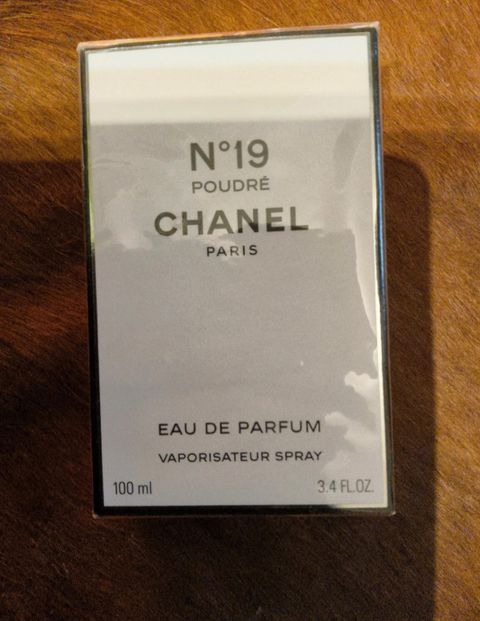 N°19
POUDRÉ
CHANEL
PARIS
EAU DE PARFUM
VAPORISATEUR SPRAY
100 ml 3.4 FL.OZ.